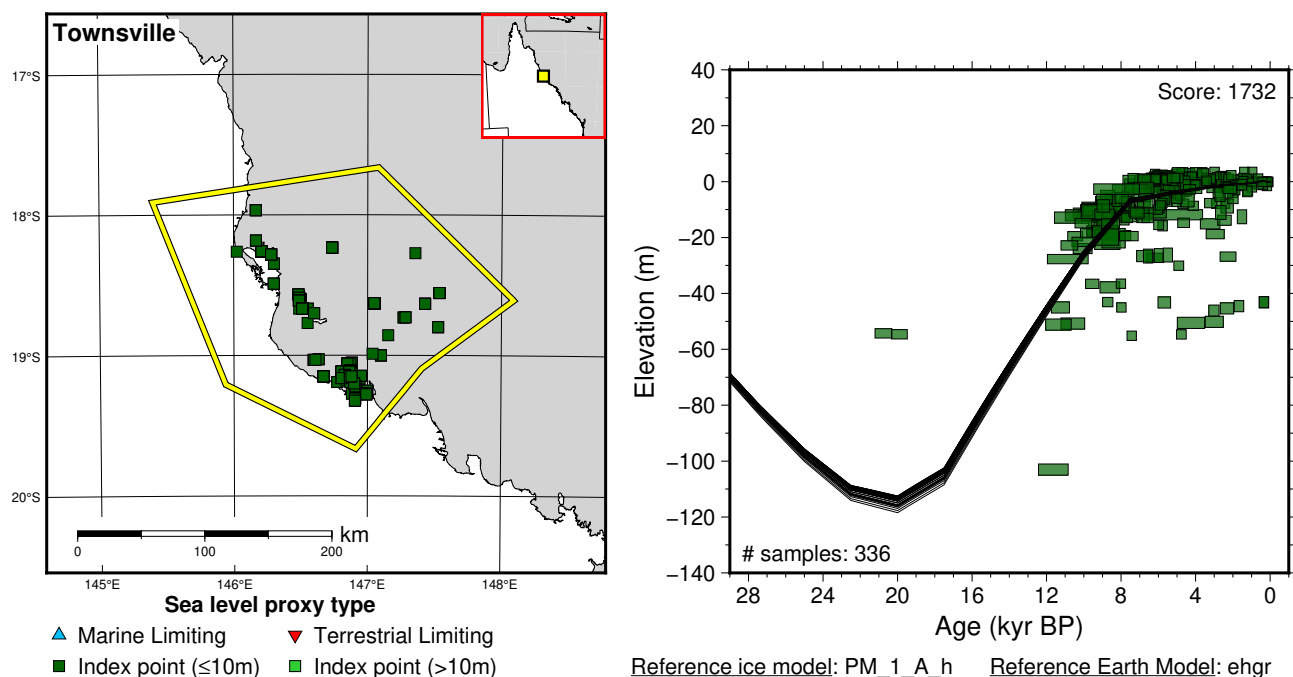 Townsville
17°S
18°S
19°S
20°S
145°E
146°E
147°E
148°E
km
0
100
200
Sea level proxy type
Marine Limiting
Terrestrial Limiting
Index point (≤10m)
Index point (>10m)
Score: 1732
# samples: 336
Elevation (m)
40
20
0
−20
−40
−60
−80
−100
−120
−140
28
24
20
16
12
8
4
0
Age (kyr BP)
Reference ice model: PM_1_A_h
Reference Earth Model: ehgr